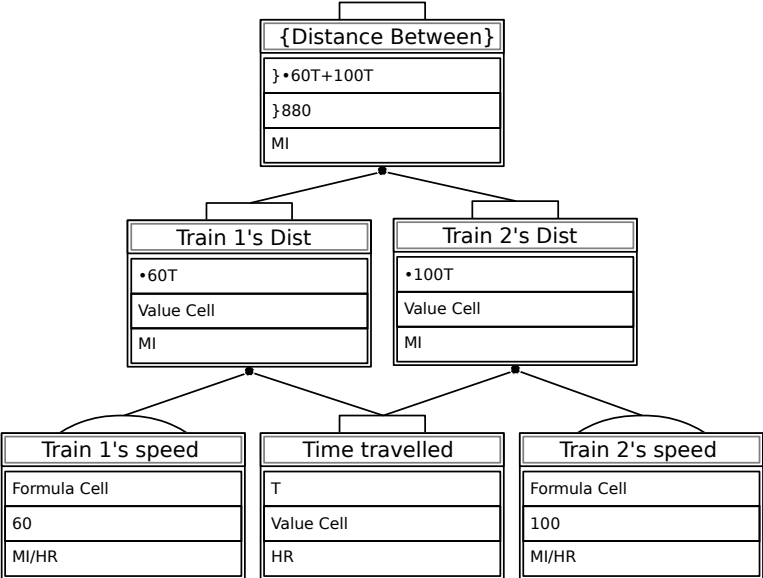 {Distance Between}
}•60T+100T
}880
MI
Train 1's Dist
Train 2's Dist
•60T
•100T
Value Cell
Value Cell
MI
MI
Train 1's speed
Time travelled
Train 2's speed
Formula Cell
T
Formula Cell
60
Value Cell
100
MI/HR
HR
MI/HR